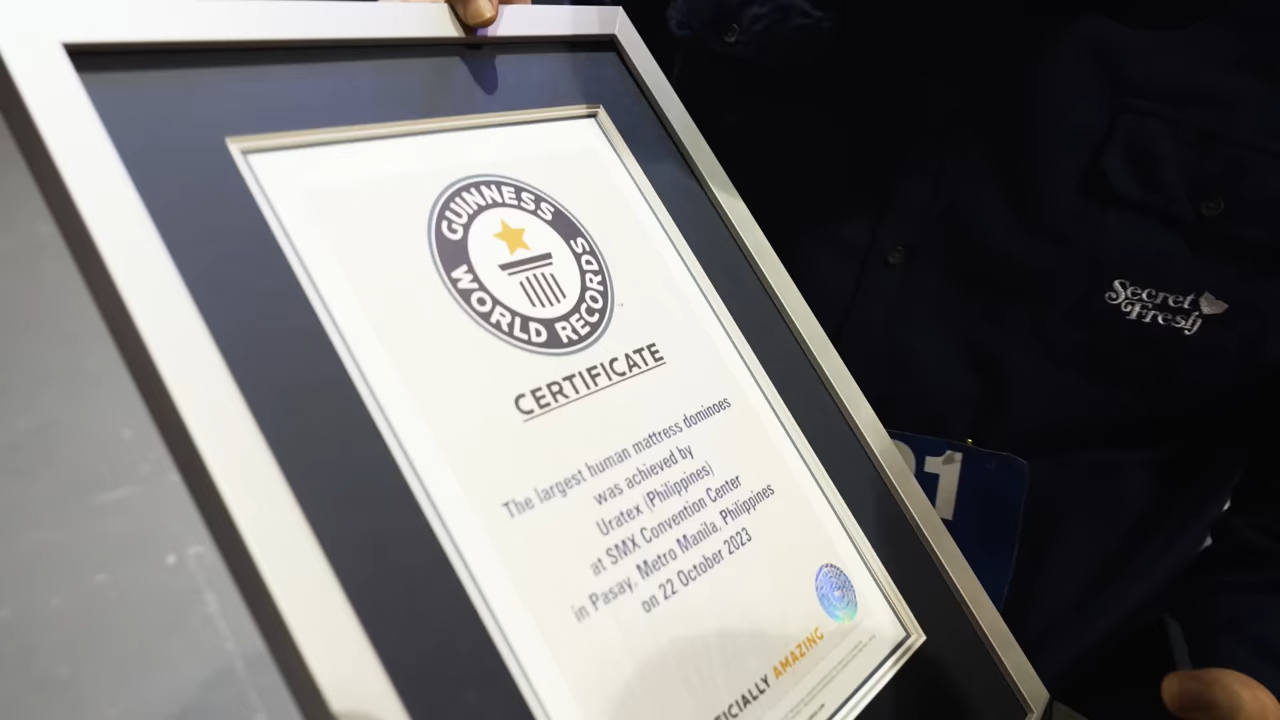 GUINNESS
WORLD RECORDS
CERTIFICATE
The largest human mattress dominoes
was achieved by
Uratex (Philippines)
at SMX Convention Center
in Pasay, Metro Manila, Philippines
on 22 October 2023
AMAZING
Secret
Fresh
1